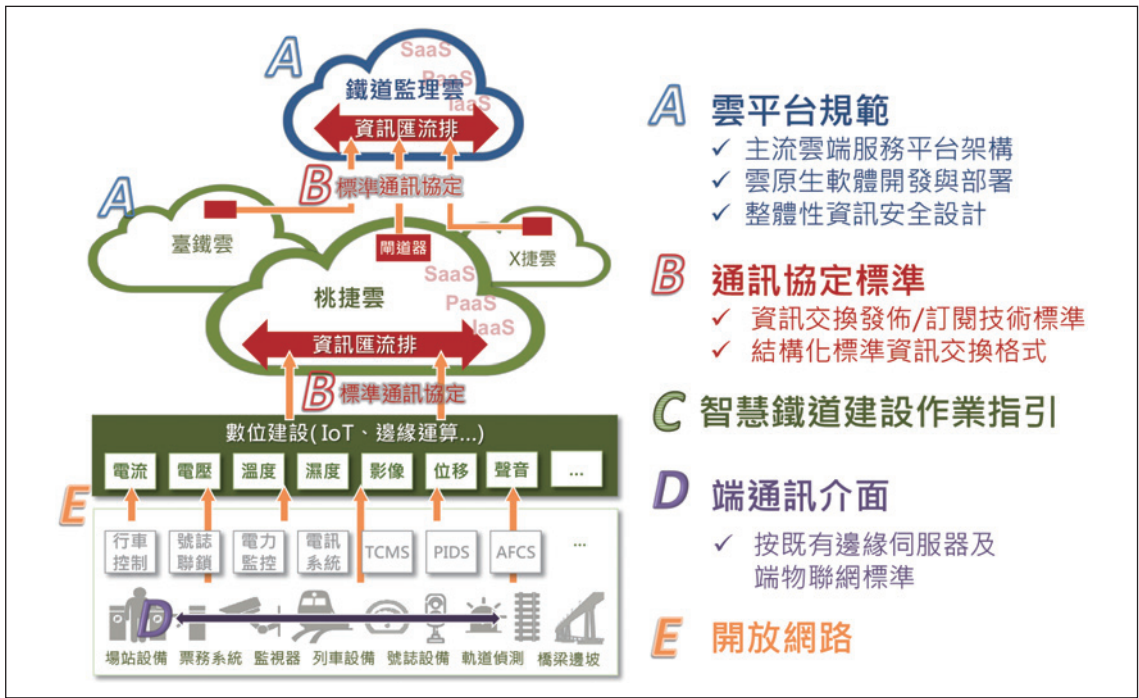 A
SaaS
PaaS
IaaS
鐵道監理雲
資訊匯流排
B 標準通訊協定
A
臺鐵雲
閘道器
X捷雲
桃捷雲
SaaS
PaaS
IaaS
資訊匯流排
B 標準通訊協定
數位建設(IoT、邊緣運算...)
電流 電壓 溫度 濕度 影像 位移 聲音 ...
E
行車控制 號誌聯鎖 電力監控 電訊系統 TCMS PIDS AFCS ...
D
場站設備 票務系統 監視器 列車設備 號誌設備 軌道偵測 橋梁邊坡
A 雲平台規範
✓ 主流雲端服務平台架構
✓ 雲原生軟體開發與部署
✓ 整體性資訊安全設計
B 通訊協定標準
✓ 資訊交換發佈/訂閱技術標準
✓ 結構化標準資訊交換格式
C 智慧鐵道建設作業指引
D 端通訊介面
✓ 按既有邊緣伺服器及
端物聯網標準
E 開放網路